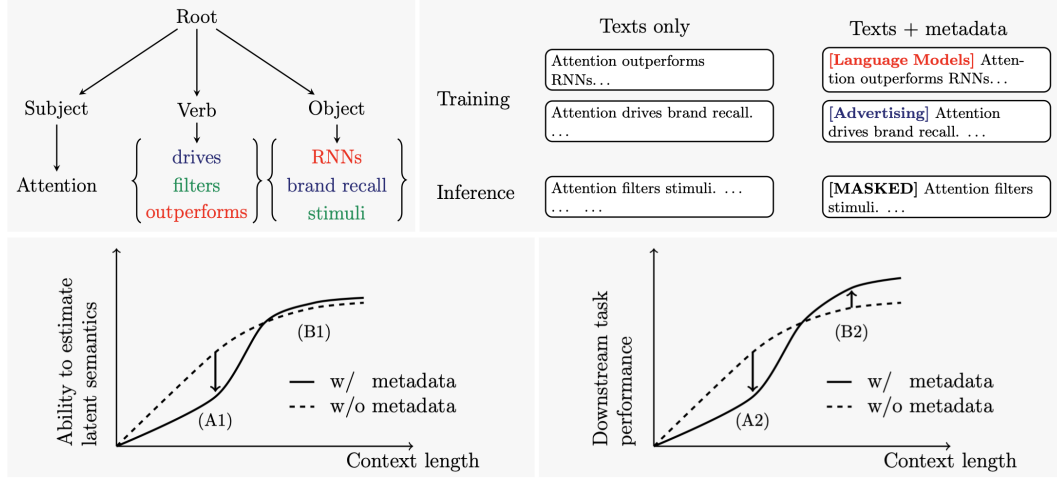 Root
Subject
Verb
Object
Attention
drives
filters
outperforms
RNNs
brand recall
stimuli
Texts only
Texts + metadata
Training
Attention outperforms
RNNs...
[Language Models] Atten-
tion outperforms RNNs...
Attention drives brand recall.
...
[Advertising] Attention
drives brand recall. ...
Inference
Attention filters stimuli. ...
... ...
[MASKED] Attention filters
stimuli. ...
Ability to estimate
latent semantics
(A1)
(B1)
w/ metadata
w/o metadata
Context length
Downstream task
performance
(A2)
(B2)
w/ metadata
w/o metadata
Context length